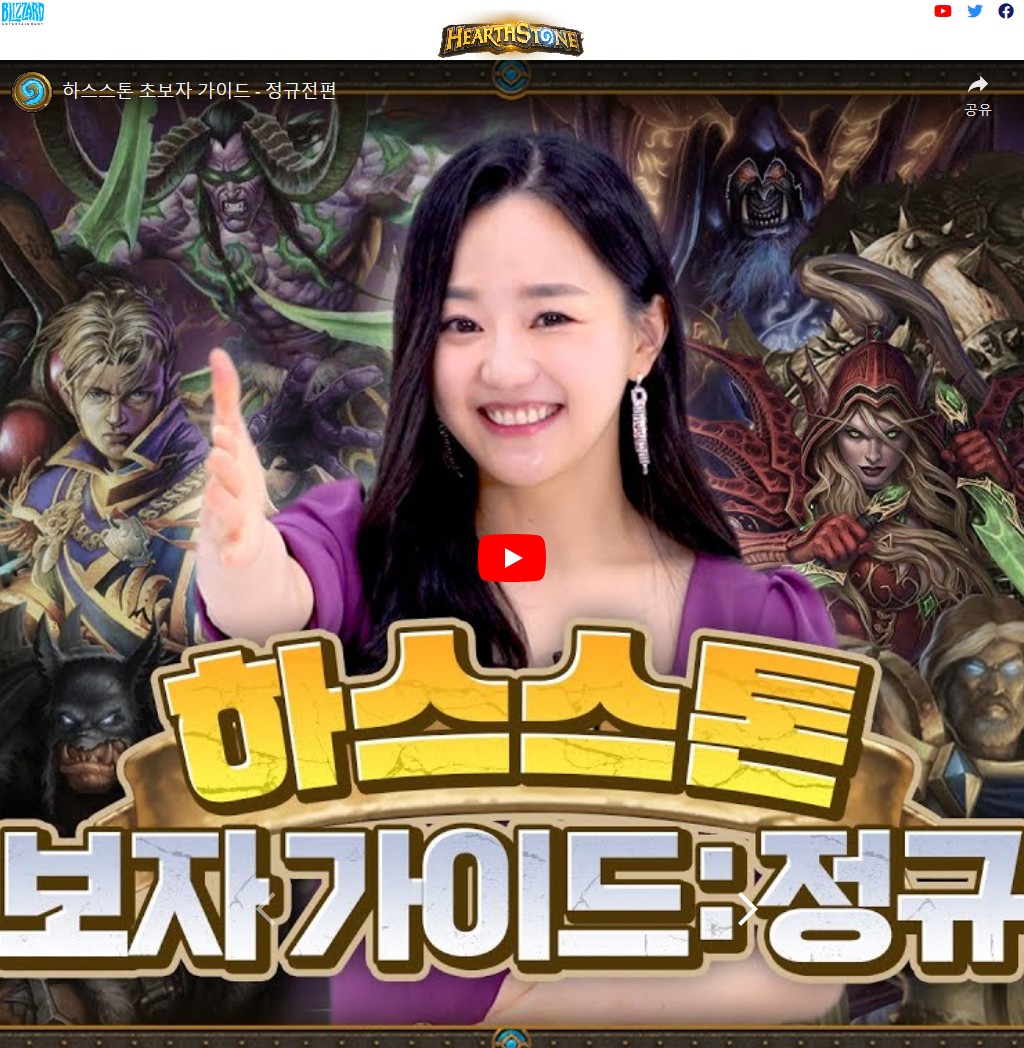 BLIZZARD
ENTERTAINMENT
HEARTHSTONE
하스스톤 초보자 가이드 - 정규전편
공유
하스스톤
보자 가이드: 정규